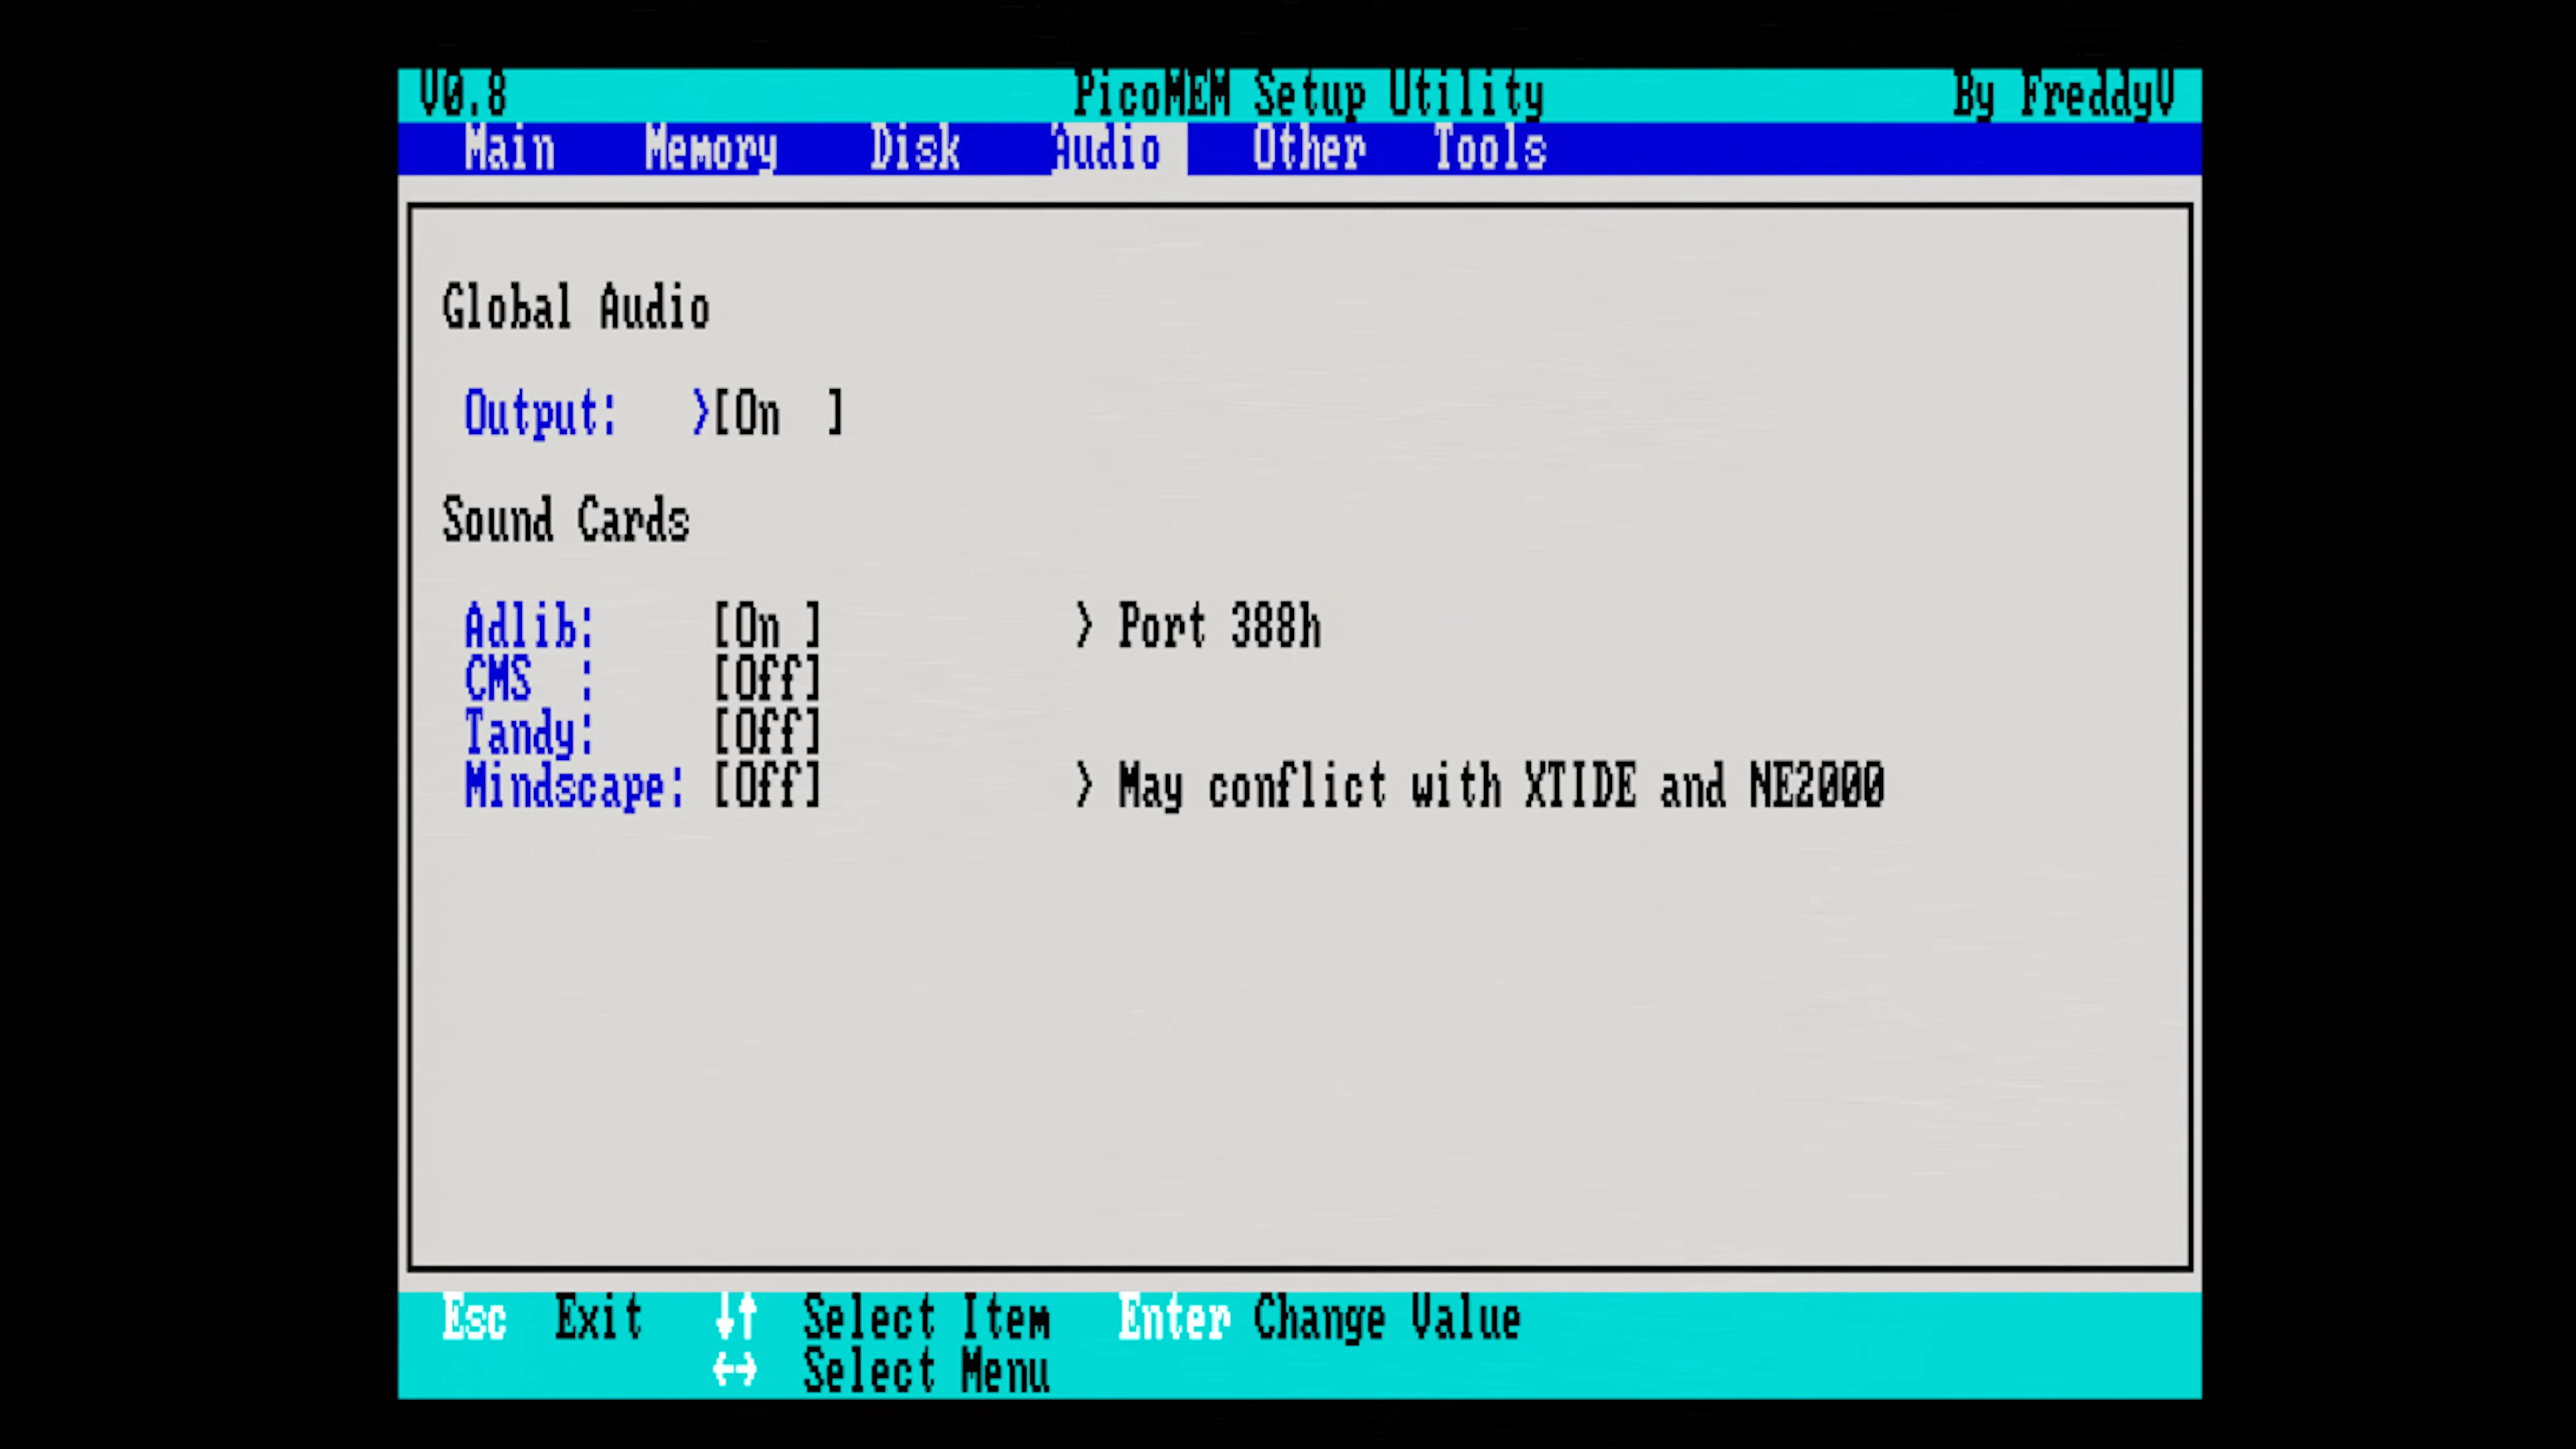 V0.8 PicoMEM Setup Utility By FreddyV
Main Memory Disk Audio Other Tools
Global Audio
Output: >[On ]
Sound Cards
Adlib: [On ] > Port 388h
CMS : [Off]
Tandy: [Off]
Mindscape: [Off] > May conflict with XTIDE and NE2000
Esc Exit ↓↑ Select Item Enter Change Value
↔ Select Menu